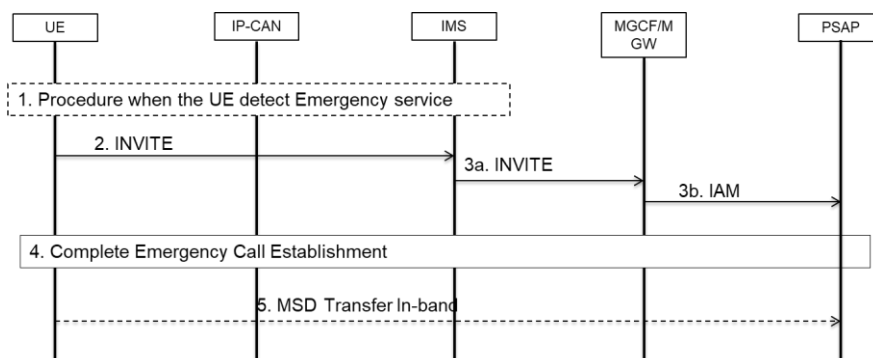 UE
IP-CAN
IMS
MGCF/M
GW
PSAP
1. Procedure when the UE detect Emergency service
2. INVITE
3a. INVITE
3b. IAM
4. Complete Emergency Call Establishment
5. MSD Transfer In-band